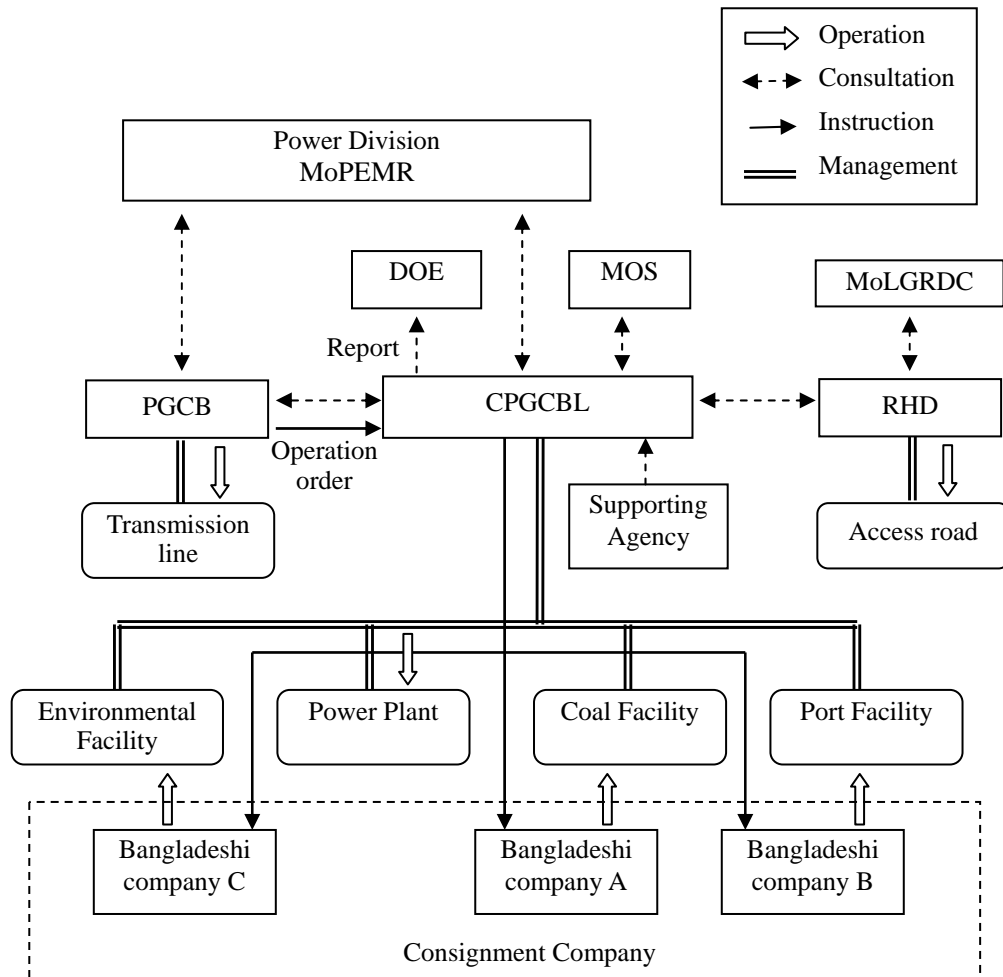 Operation
Consultation
Instruction
Management
Power Division
MoPEMR
DOE
MOS
MoLGRDC
Report
PGCB
CPGCBL
RHD
Operation
order
Transmission
line
Supporting
Agency
Access road
Environmental
Facility
Power Plant
Coal Facility
Port Facility
Bangladeshi
company C
Bangladeshi
company A
Bangladeshi
company B
Consignment Company